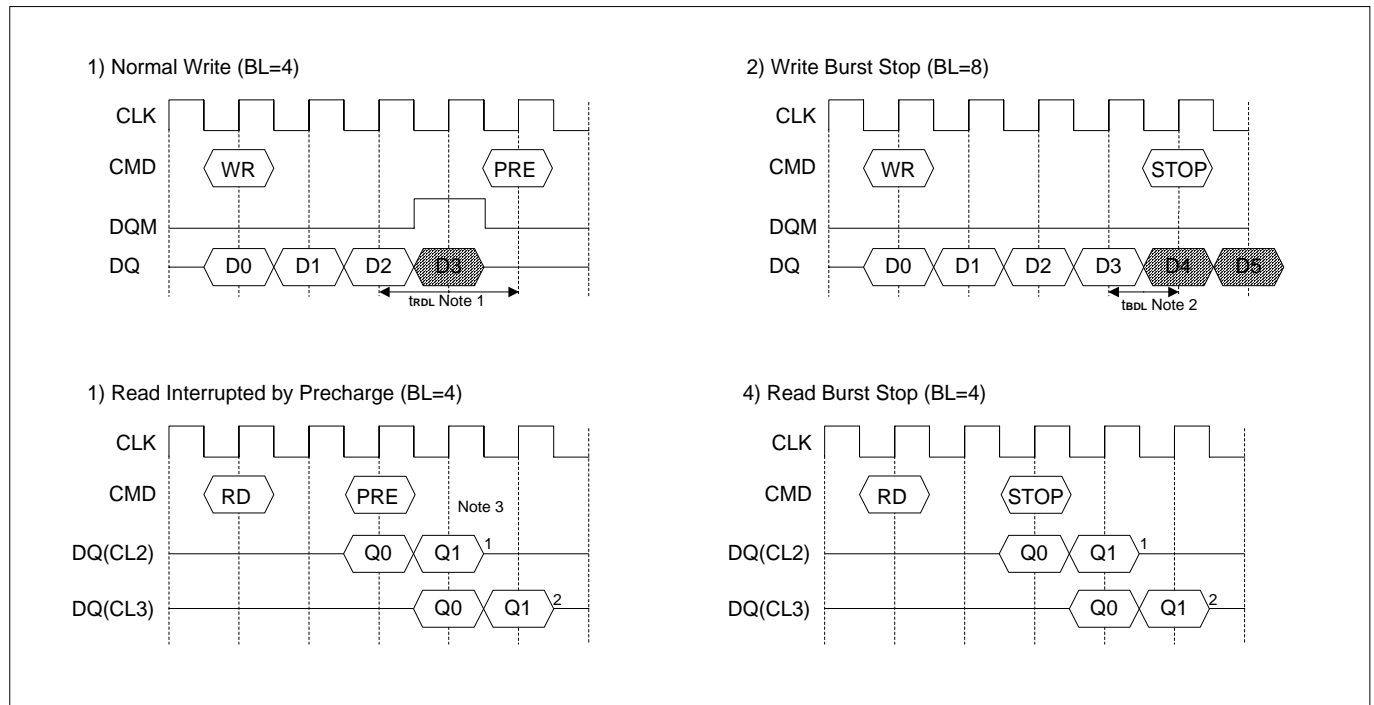 1) Normal Write (BL=4)
CLK
CMD WR PRE
DQM
DQ D0 D1 D2 D3
tRDL Note 1
2) Write Burst Stop (BL=8)
CLK
CMD WR STOP
DQM
DQ D0 D1 D2 D3 D4 D5
tBDL Note 2
1) Read Interrupted by Precharge (BL=4)
CLK
CMD RD PRE
Note 3
DQ(CL2) Q0 Q1 1
DQ(CL3) Q0 Q1 2
4) Read Burst Stop (BL=4)
CLK
CMD RD STOP
DQ(CL2) Q0 Q1 1
DQ(CL3) Q0 Q1 2